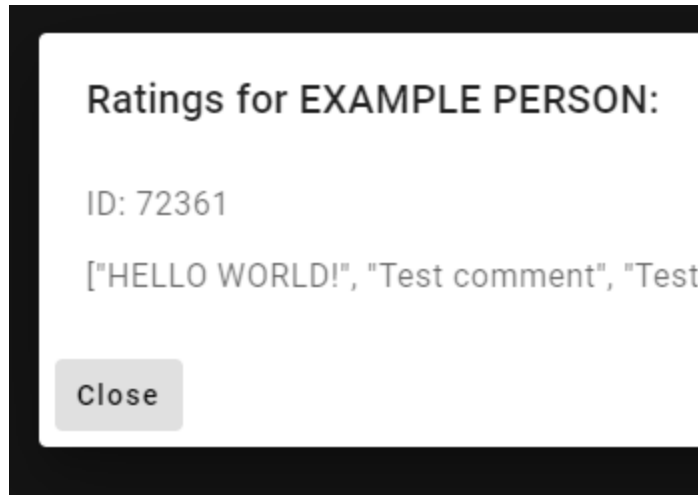 Ratings for EXAMPLE PERSON:
ID: 72361
["HELLO WORLD!", "Test comment", "Test
Close